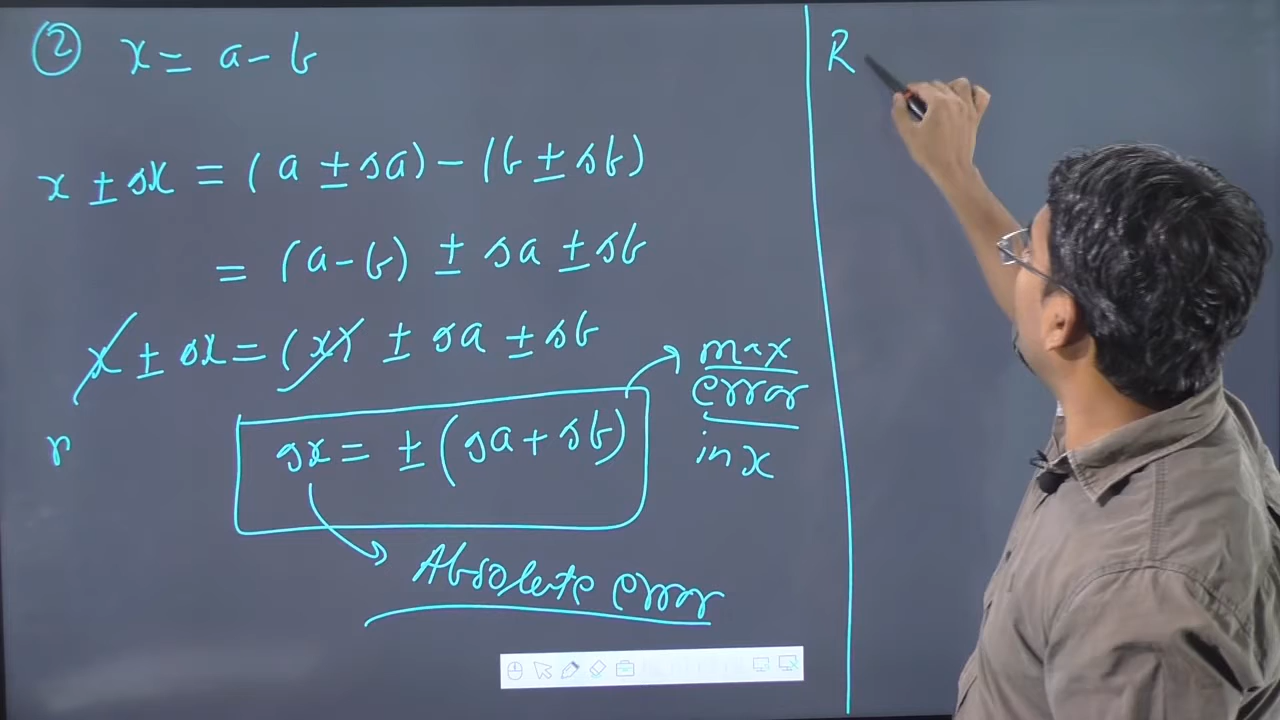 ② x = a - b
x ± δx = (a ± δa) - (b ± δb)
= (a - b) ± δa ± δb
x ± δx = (x) ± δa ± δb
δx = ± (δa + δb)
max
error
in x
r
Absolute error
R